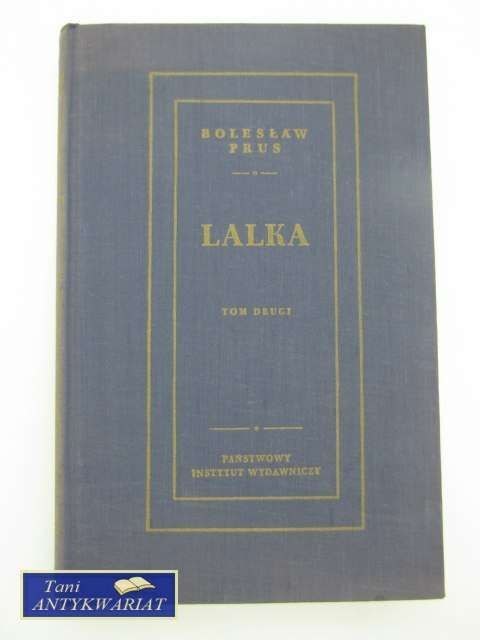 BOLESŁAW
PRUS
LALKA
TOM DRUGI
PAŃSTWOWY
INSTYTUT WYDAWNICZY
Tani
ANTYKWARIAT